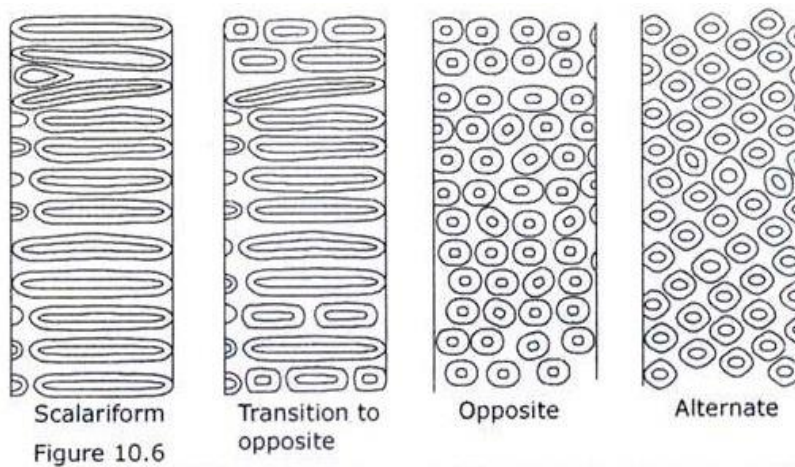 Scalariform
Transition to
opposite
Opposite
Alternate
Figure 10.6